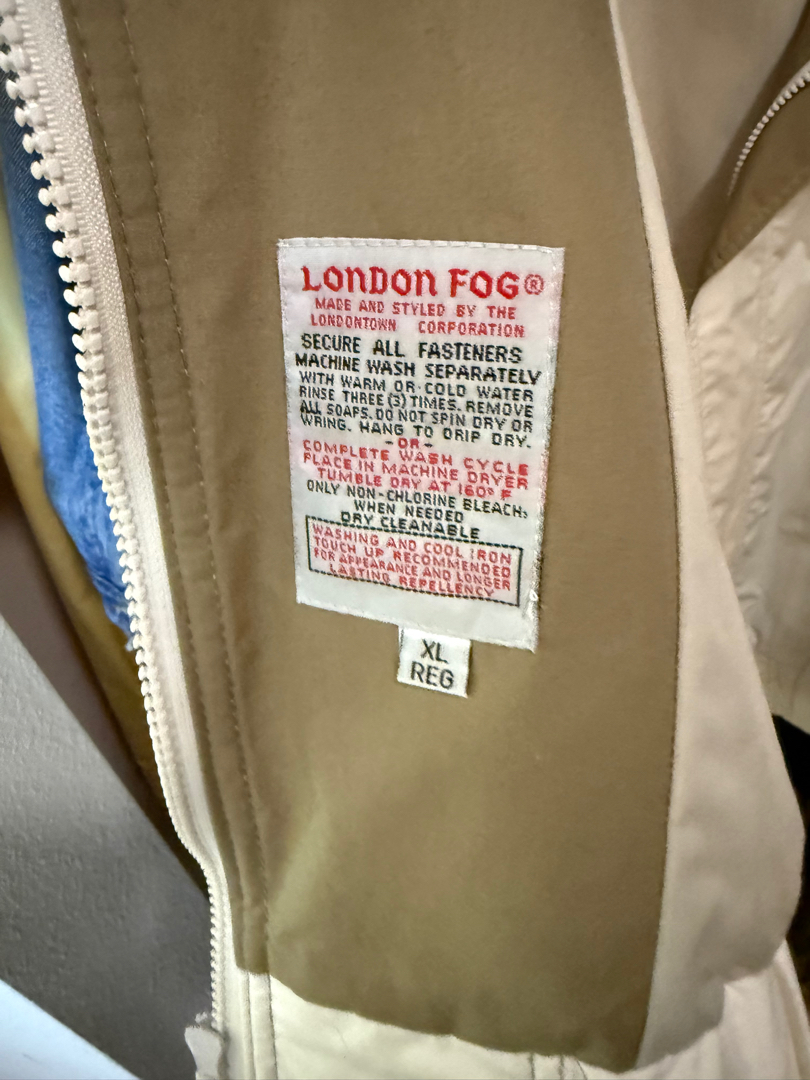 LONDON FOG®
MADE AND STYLED BY THE
LONDONTOWN CORPORATION
SECURE ALL FASTENERS
MACHINE WASH SEPARATELY
WITH WARM OR COLD WATER
RINSE THREE (3) TIMES. REMOVE
ALL SOAPS. DO NOT SPIN DRY OR
WRING. HANG TO DRIP DRY.
-OR-
COMPLETE WASH CYCLE
PLACE IN MACHINE DRYER
TUMBLE DRY AT 160° F
ONLY NON-CHLORINE BLEACH
WHEN NEEDED
DRY CLEANABLE
WASHING AND COOL IRON
TOUCH UP RECOMMENDED
FOR APPEARANCE AND LONGER
LASTING REPELLENCY
XL
REG